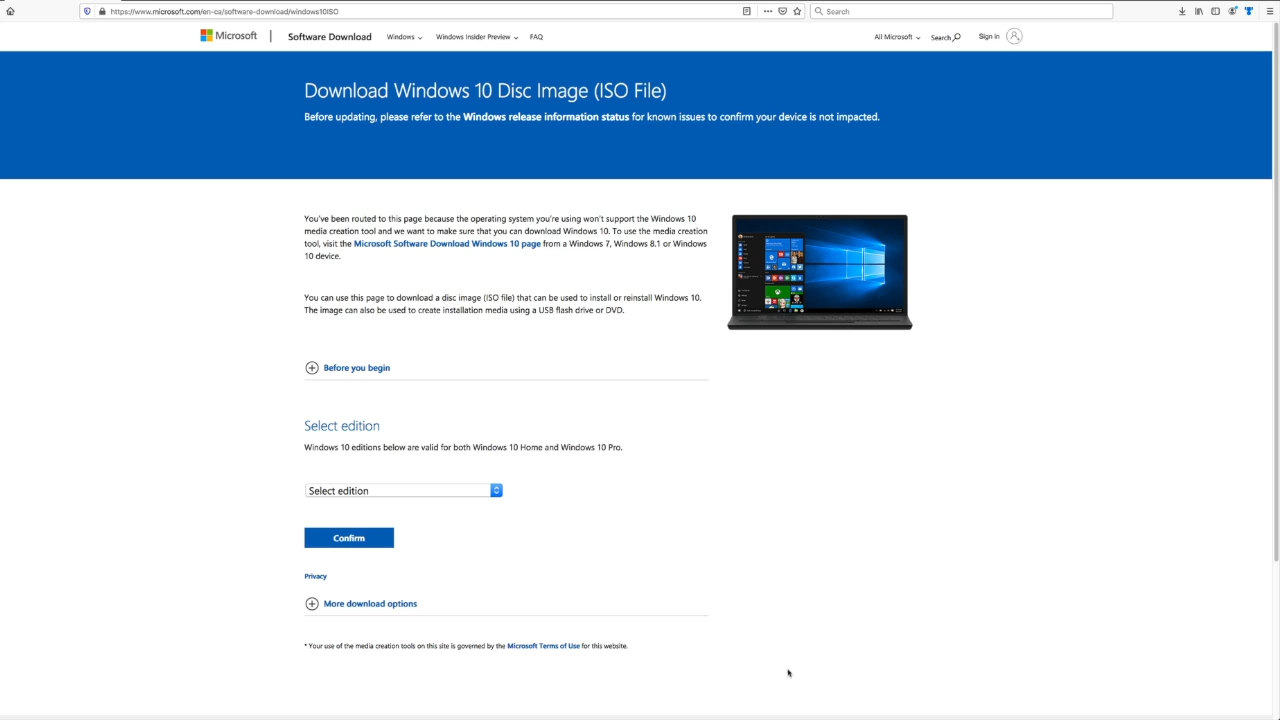 https://www.microsoft.com/en-ca/software-download/windows10ISO
Search
Microsoft
Software Download
Windows
Windows Insider Preview
FAQ
All Microsoft
Search
Sign in
Download Windows 10 Disc Image (ISO File)
Before updating, please refer to the Windows release information status for known issues to confirm your device is not impacted.
You've been routed to this page because the operating system you're using won't support the Windows 10
media creation tool and we want to make sure that you can download Windows 10. To use the media creation
tool, visit the Microsoft Software Download Windows 10 page from a Windows 7, Windows 8.1 or Windows
10 device.
You can use this page to download a disc image (ISO file) that can be used to install or reinstall Windows 10.
The image can also be used to create installation media using a USB flash drive or DVD.
Before you begin
Select edition
Windows 10 editions below are valid for both Windows 10 Home and Windows 10 Pro.
Select edition
Confirm
Privacy
More download options
* Your use of the media creation tools on this site is governed by the Microsoft Terms of Use for this website.